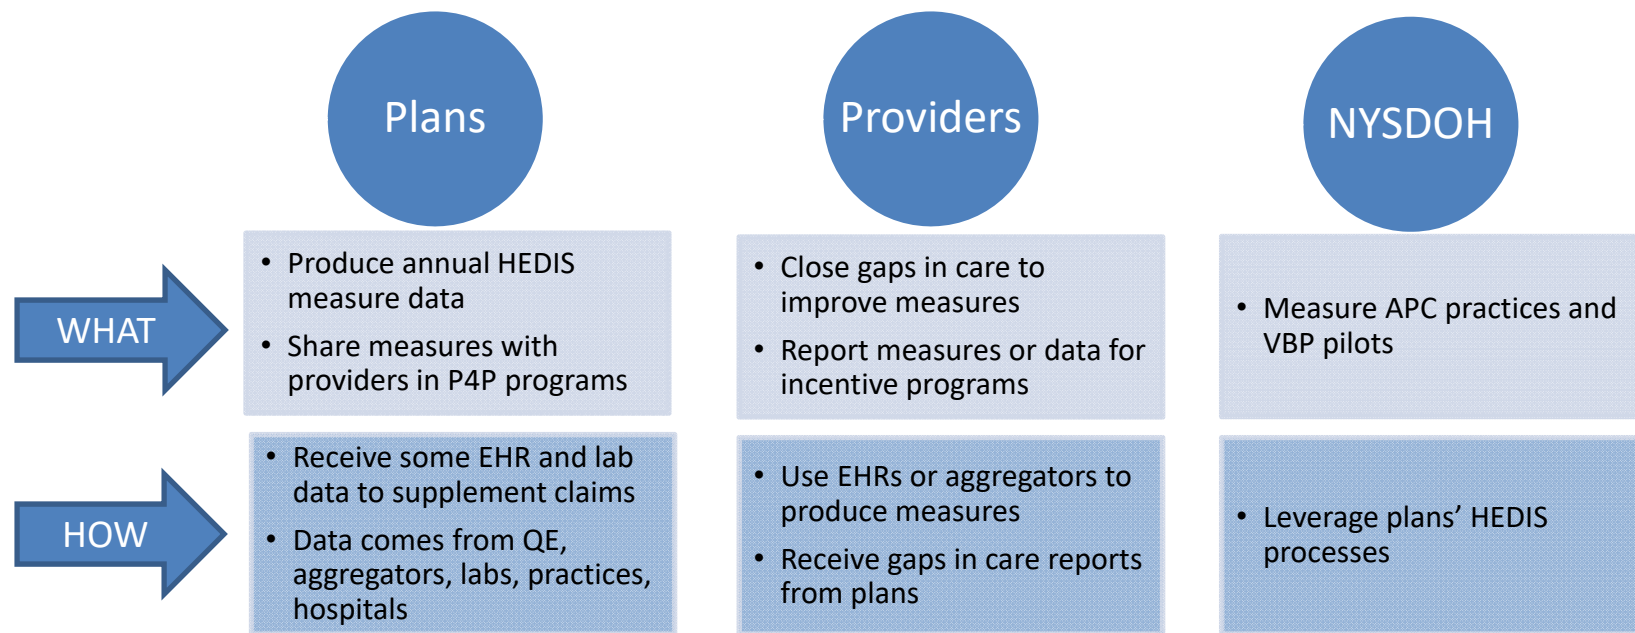 Plans
Providers
NYSDOH
WHAT
• Produce annual HEDIS
measure data
• Share measures with
providers in P4P programs
• Close gaps in care to
improve measures
• Report measures or data for
incentive programs
• Measure APC practices and
VBP pilots
HOW
• Receive some EHR and lab
data to supplement claims
• Data comes from QE,
aggregators, labs, practices,
hospitals
• Use EHRs or aggregators to
produce measures
• Receive gaps in care reports
from plans
• Leverage plans’ HEDIS
processes